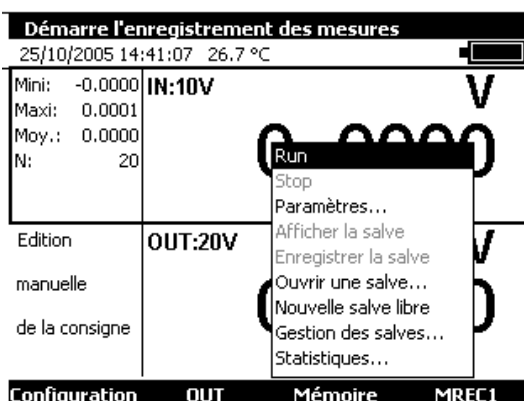 Démarre l'enregistrement des mesures
25/10/2005 14:41:07 26.7 °C
Mini: -0.0000
Maxi: 0.0001
Moy.: 0.0000
N: 20
IN:10V
V
0.0000
Run
Stop
Paramètres...
Afficher la salve
Enregistrer la salve
Ouvrir une salve...
Nouvelle salve libre
Gestion des salves...
Statistiques...
Edition
manuelle
de la consigne
OUT:20V
Configuration OUT Mémoire MREC1